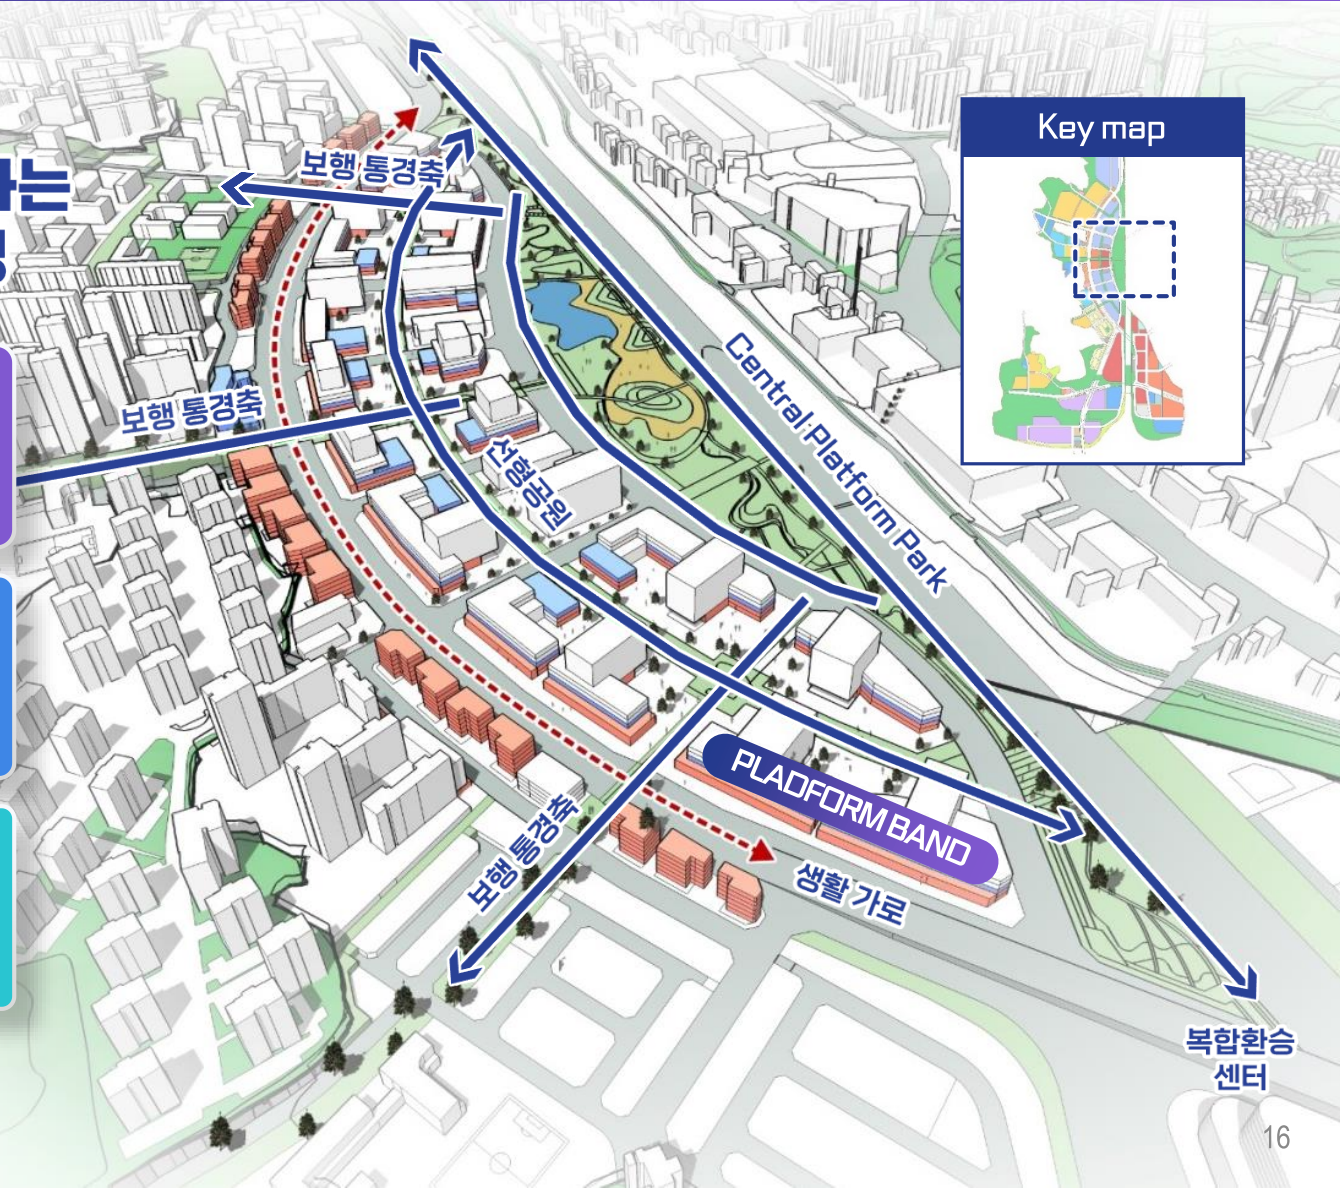 는
Key map
보행 통경축
보행 통경축
선형공원
Central Platform Park
PLADFORM BAND
보행 통경축
생활 가로
복합환승
센터
16